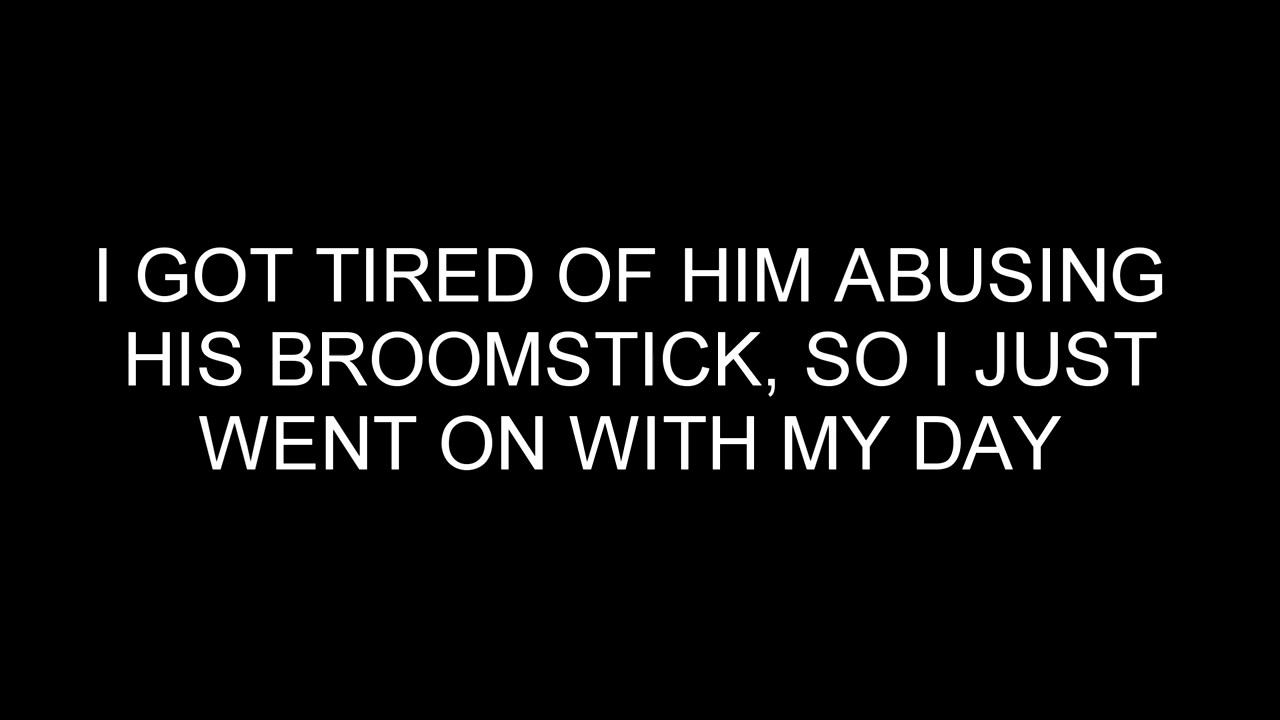 I GOT TIRED OF HIM ABUSING
HIS BROOMSTICK, SO I JUST
WENT ON WITH MY DAY